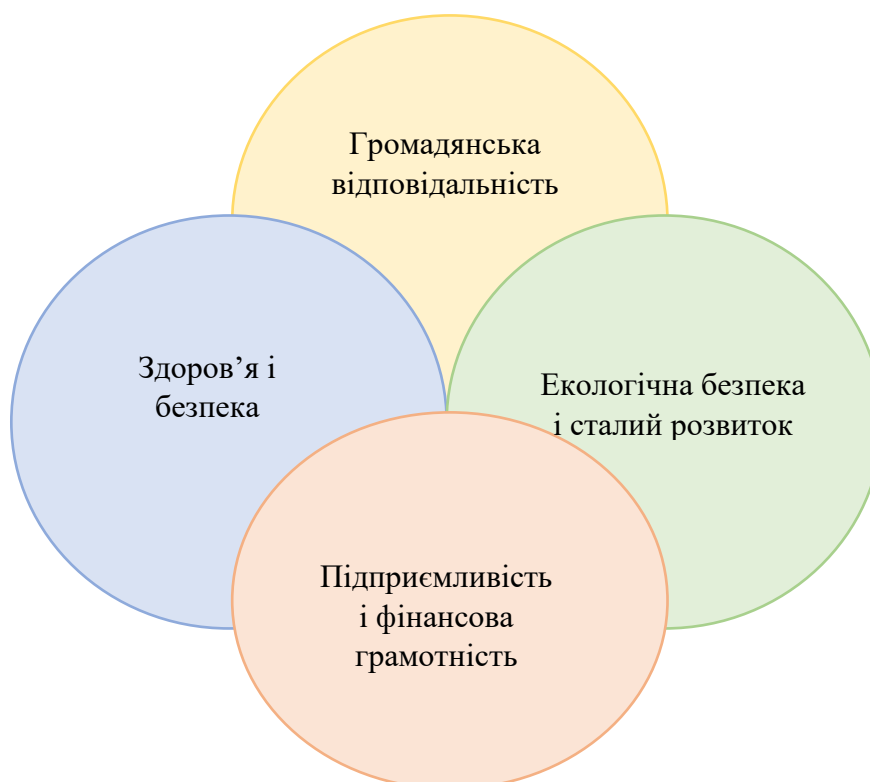 Громадянська
відповідальність
Здоров’я і
безпека
Екологічна безпека
і сталий розвиток
Підприємливість
і фінансова
грамотність